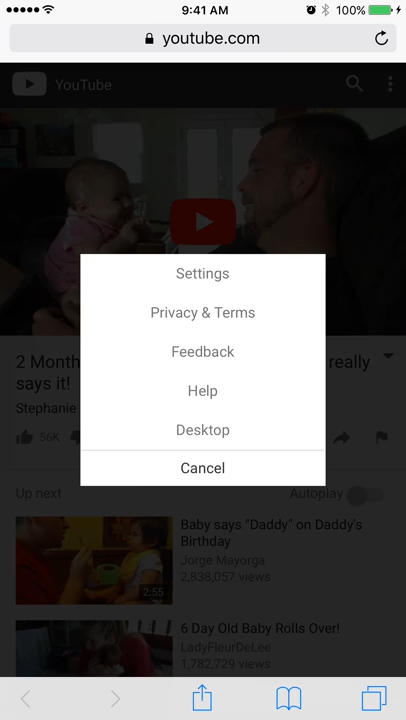 9:41 AM
100%
youtube.com
YouTube
Settings
Privacy & Terms
Feedback
Help
Desktop
Cancel
2 Month
really
says it!
Stephanie
56K
Up next
Autoplay
Baby says "Daddy" on Daddy's
Birthday
Jorge Mayorga
2,838,057 views
2:55
6 Day Old Baby Rolls Over!
LadyFleurDeLee
1,782,729 views